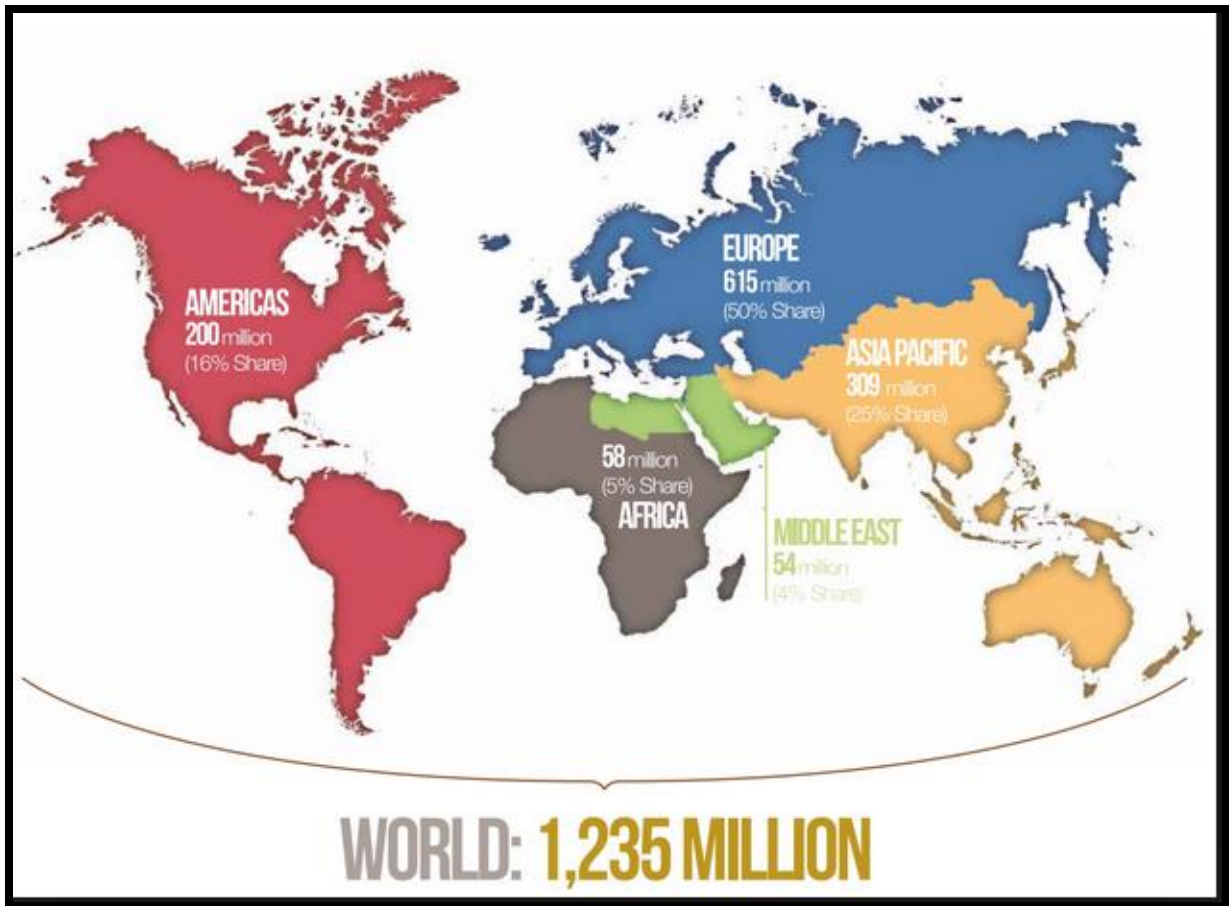 AMERICAS
200 million
(16% Share)
EUROPE
615 million
(50% Share)
ASIA PACIFIC
309 million
(25% Share)
58 million
(5% Share)
AFRICA
MIDDLE EAST
54 million
(4% Share)
WORLD: 1,235 MILLION